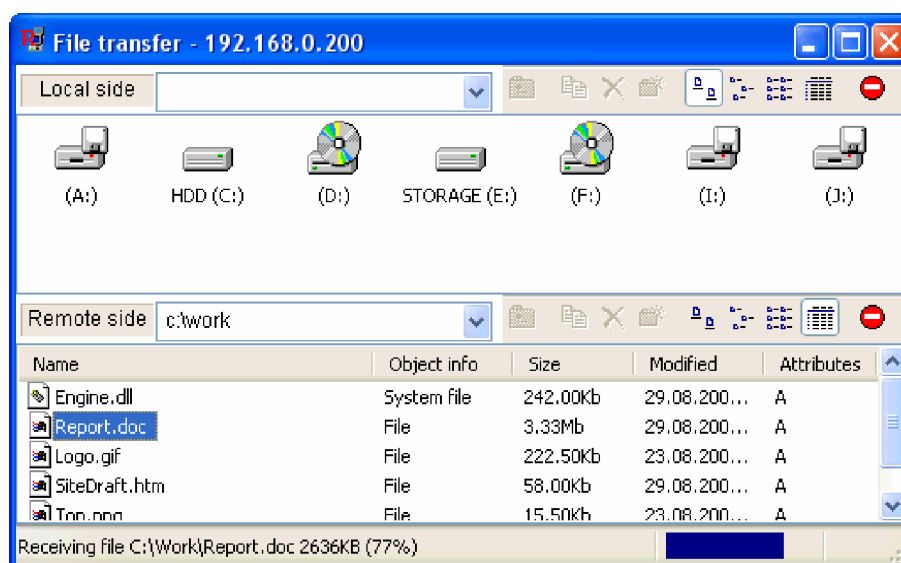 File transfer - 192.168.0.200
Local side
(A:) HDD (C:) (D:) STORAGE (E:) (F:) (I:) (J:)
Remote side c:\work
Name Object info Size Modified Attributes
Engine.dll System file 242.00Kb 29.08.200... A
Report.doc File 3.33Mb 29.08.200... A
Logo.gif File 222.50Kb 23.08.200... A
SiteDraft.htm File 58.00Kb 29.08.200... A
Top.png File 15.50Kb 23.08.200... A
Receiving file C:\Work\Report.doc 2636KB (77%)